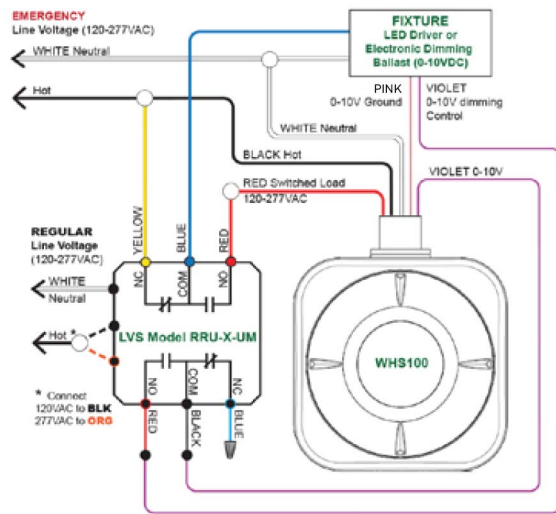 EMERGENCY
Line Voltage (120-277VAC)
WHITE Neutral
Hot
FIXTURE
LED Driver or
Electronic Dimming
Ballast (0-10VDC)
PINK
0-10V Ground
VIOLET
0-10V dimming
Control
WHITE Neutral
BLACK Hot
RED Switched Load
120-277VAC
VIOLET 0-10V
YELLOW
BLUE
RED
NC
COM
NO
REGULAR
Line Voltage
(120-277VAC)
WHITE
Neutral
Hot *
LVS Model RRU-X-UM
WHS100
* Connect
120VAC to BLK
277VAC to ORG
NO
COM
NC
RED
BLACK
BLUE